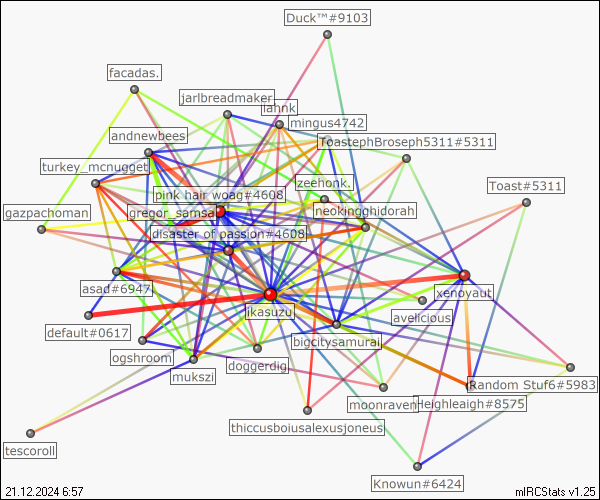 Duck™#9103
facadas.
jarlbreadmaker
lahnk
mingus4742
andnewbees
ToastephBroseph5311#5311
turkey_mcnugget
zeehonk.
Toast#5311
pink hair woag#4608
gazpachoman
gregor_samsa
neokingghidorah
disaster of passion#4608
asad#6947
xenoyaut
ikasuzu
avelicious
default#0617
bigcitysamurai
ogshroom
doggerdig
mukszi
Random Stuf6#5983
moonraven
Heighleaigh#8575
thiccusboiusalexusjoneus
tescoroll
Knowun#6424
21.12.2024 6:57
mIRCStats v1.25